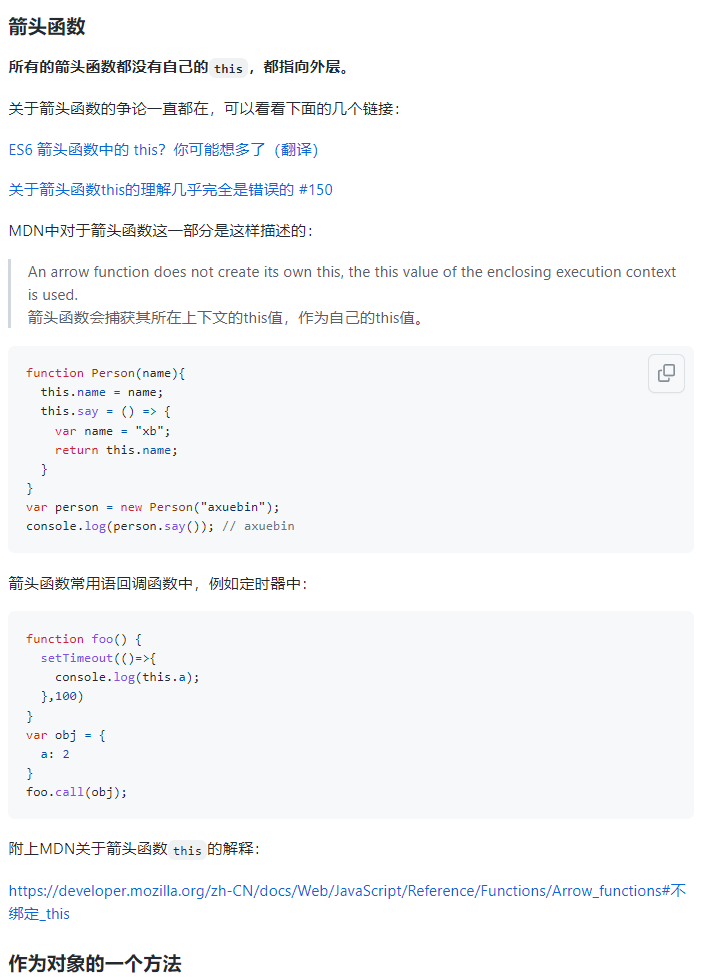 箭头函数
所有的箭头函数都没有自己的 this ，都指向外层。
关于箭头函数的争论一直都在，可以看看下面的几个链接：
ES6 箭头函数中的 this？你可能想多了（翻译）
关于箭头函数this的理解几乎完全是错误的 #150
MDN中对于箭头函数这一部分是这样描述的：
An arrow function does not create its own this, the this value of the enclosing execution context
is used.
箭头函数会捕获其所在上下文的this值，作为自己的this值。
function Person(name){
  this.name = name;
  this.say = () => {
    var name = "xb";
    return this.name;
  }
}
var person = new Person("axuebin");
console.log(person.say()); // axuebin
箭头函数常用语回调函数中，例如定时器中：
function foo() {
  setTimeout(()=>{
    console.log(this.a);
  },100)
}
var obj = {
  a: 2
}
foo.call(obj);
附上MDN关于箭头函数 this 的解释：
https://developer.mozilla.org/zh-CN/docs/Web/JavaScript/Reference/Functions/Arrow_functions#不
绑定_this
作为对象的一个方法